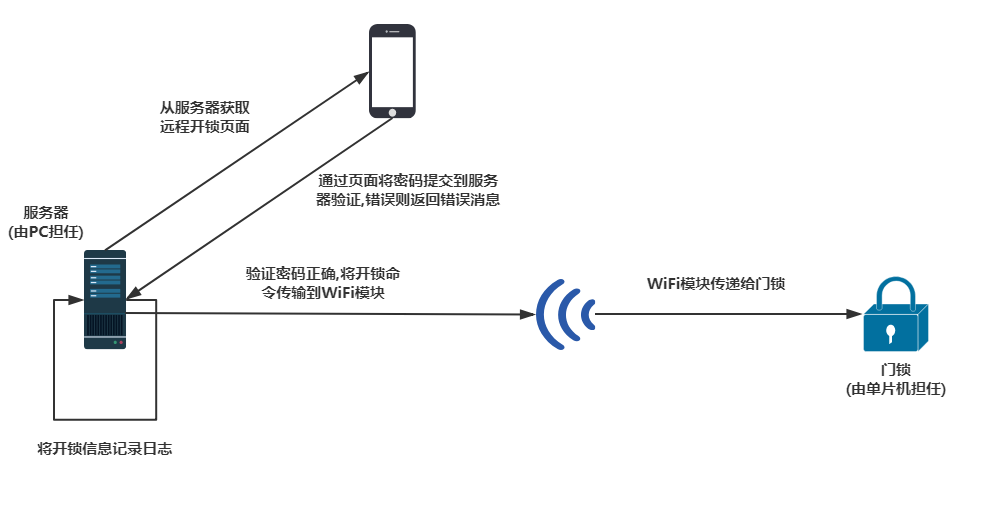 从服务器获取
远程开锁页面
通过页面将密码提交到服务
器验证,错误则返回错误消息
服务器
(由PC担任)
验证密码正确,将开锁命
令传输到WiFi模块
WiFi模块传递给门锁
门锁
(由单片机担任)
将开锁信息记录日志